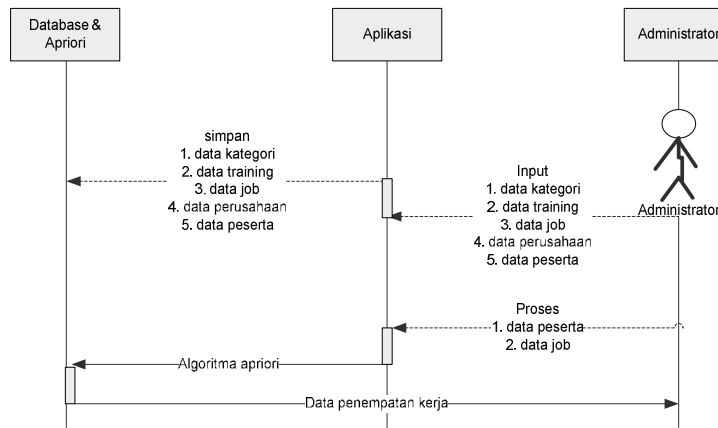 Database &
Apriori
Aplikasi
Administrator
simpan
1. data kategori
2. data training
3. data job
4. data perusahaan
5. data peserta
Input
1. data kategori
2. data training
3. data job
4. data perusahaan
5. data peserta
Administrator
Proses
1. data peserta
2. data job
Algoritma apriori
Data penempatan kerja